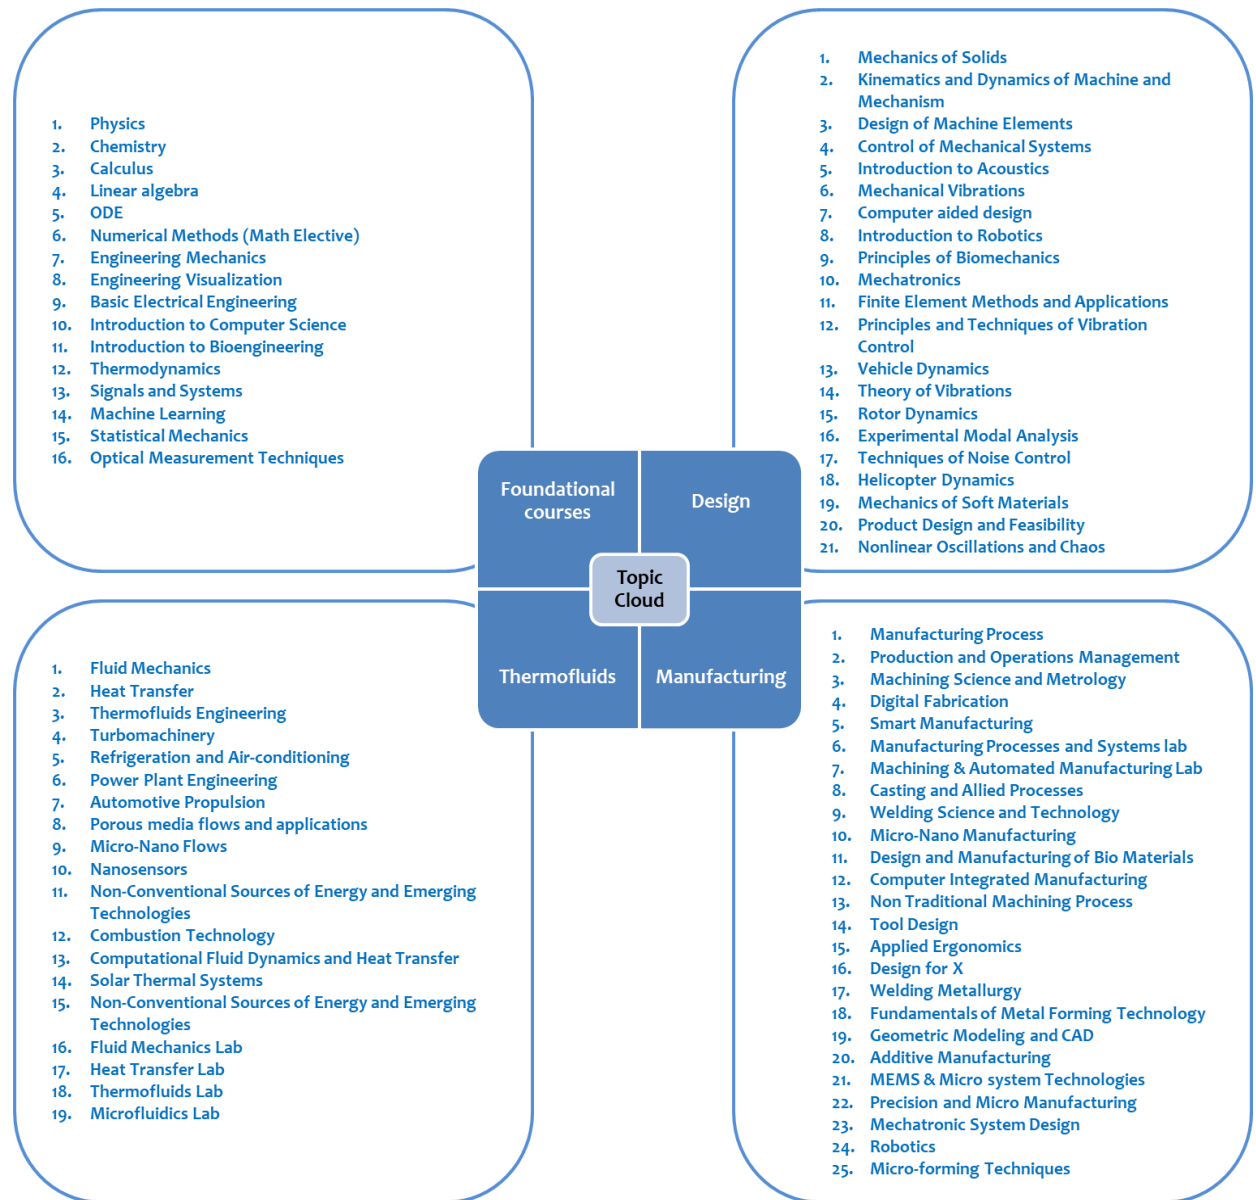 1. Physics
2. Chemistry
3. Calculus
4. Linear algebra
5. ODE
6. Numerical Methods (Math Elective)
7. Engineering Mechanics
8. Engineering Visualization
9. Basic Electrical Engineering
10. Introduction to Computer Science
11. Introduction to Bioengineering
12. Thermodynamics
13. Signals and Systems
14. Machine Learning
15. Statistical Mechanics
16. Optical Measurement Techniques
1. Mechanics of Solids
2. Kinematics and Dynamics of Machine and
Mechanism
3. Design of Machine Elements
4. Control of Mechanical Systems
5. Introduction to Acoustics
6. Mechanical Vibrations
7. Computer aided design
8. Introduction to Robotics
9. Principles of Biomechanics
10. Mechatronics
11. Finite Element Methods and Applications
12. Principles and Techniques of Vibration
Control
13. Vehicle Dynamics
14. Theory of Vibrations
15. Rotor Dynamics
16. Experimental Modal Analysis
17. Techniques of Noise Control
18. Helicopter Dynamics
19. Mechanics of Soft Materials
20. Product Design and Feasibility
21. Nonlinear Oscillations and Chaos
Foundational
courses
Design
Topic
Cloud
Thermofluids
Manufacturing
1. Fluid Mechanics
2. Heat Transfer
3. Thermofluids Engineering
4. Turbomachinery
5. Refrigeration and Air-conditioning
6. Power Plant Engineering
7. Automotive Propulsion
8. Porous media flows and applications
9. Micro-Nano Flows
10. Nanosensors
11. Non-Conventional Sources of Energy and Emerging
Technologies
12. Combustion Technology
13. Computational Fluid Dynamics and Heat Transfer
14. Solar Thermal Systems
15. Non-Conventional Sources of Energy and Emerging
Technologies
16. Fluid Mechanics Lab
17. Heat Transfer Lab
18. Thermofluids Lab
19. Microfluidics Lab
1. Manufacturing Process
2. Production and Operations Management
3. Machining Science and Metrology
4. Digital Fabrication
5. Smart Manufacturing
6. Manufacturing Processes and Systems lab
7. Machining & Automated Manufacturing Lab
8. Casting and Allied Processes
9. Welding Science and Technology
10. Micro-Nano Manufacturing
11. Design and Manufacturing of Bio Materials
12. Computer Integrated Manufacturing
13. Non Traditional Machining Process
14. Tool Design
15. Applied Ergonomics
16. Design for X
17. Welding Metallurgy
18. Fundamentals of Metal Forming Technology
19. Geometric Modeling and CAD
20. Additive Manufacturing
21. MEMS & Micro system Technologies
22. Precision and Micro Manufacturing
23. Mechatronic System Design
24. Robotics
25. Micro-forming Techniques